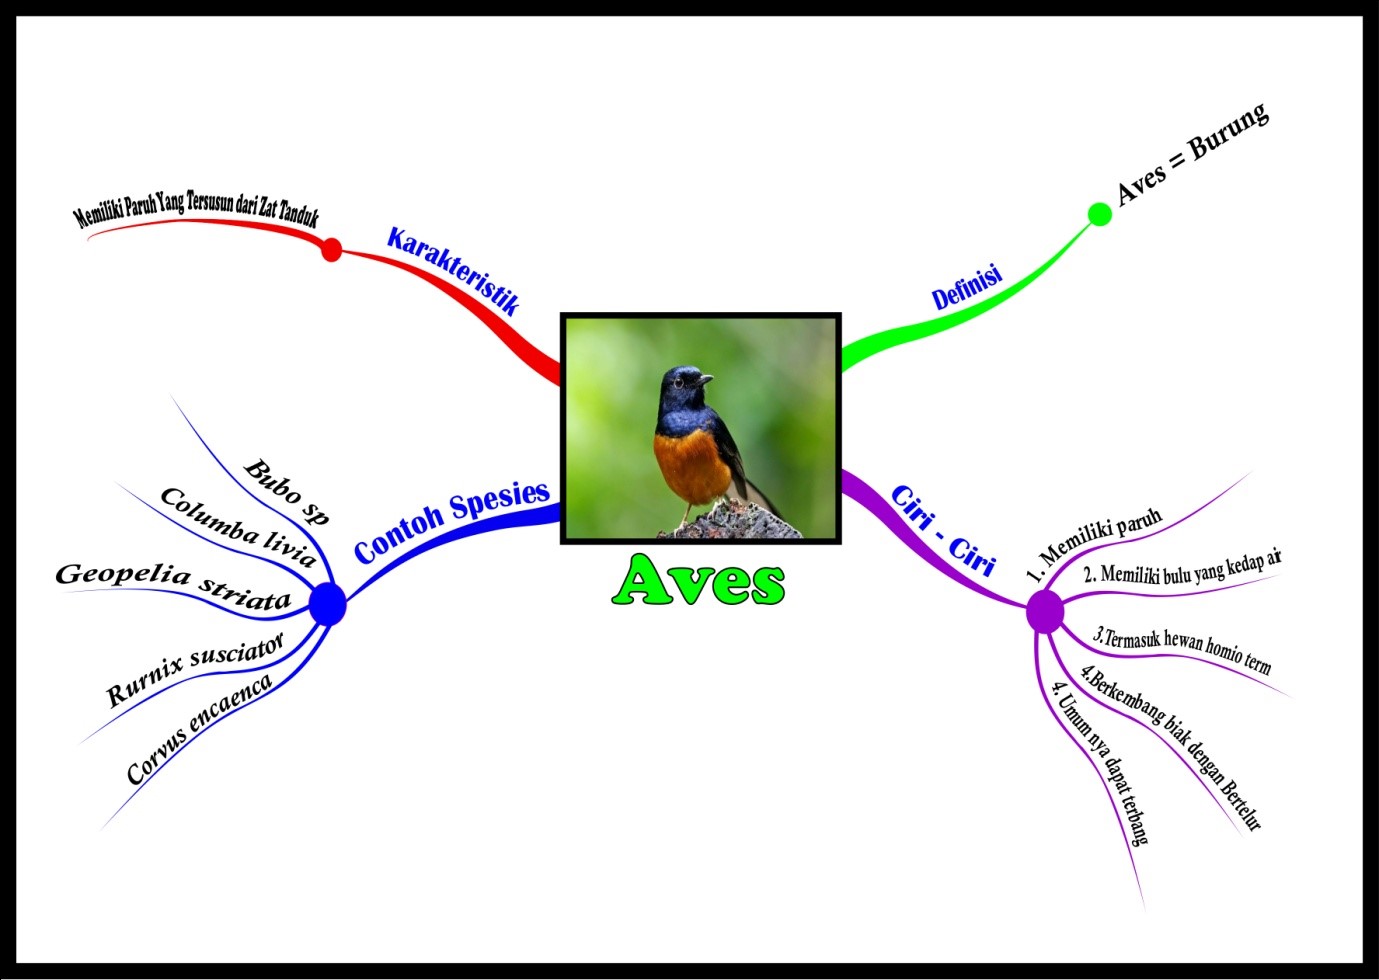 Aves
Definisi
Aves = Burung
Karakteristik
Memiliki Paruh Yang Tersusun dari Zat Tanduk
Contoh Spesies
Bubo sp
Columba livia
Geopelia striata
Rurnix susciator
Corvus encaenca
Ciri - Ciri
1. Memiliki paruh
2. Memiliki bulu yang kedap air
3.Termasuk hewan homio term
4.Berkembang biak dengan Bertelur
4. Umum nya dapat terbang